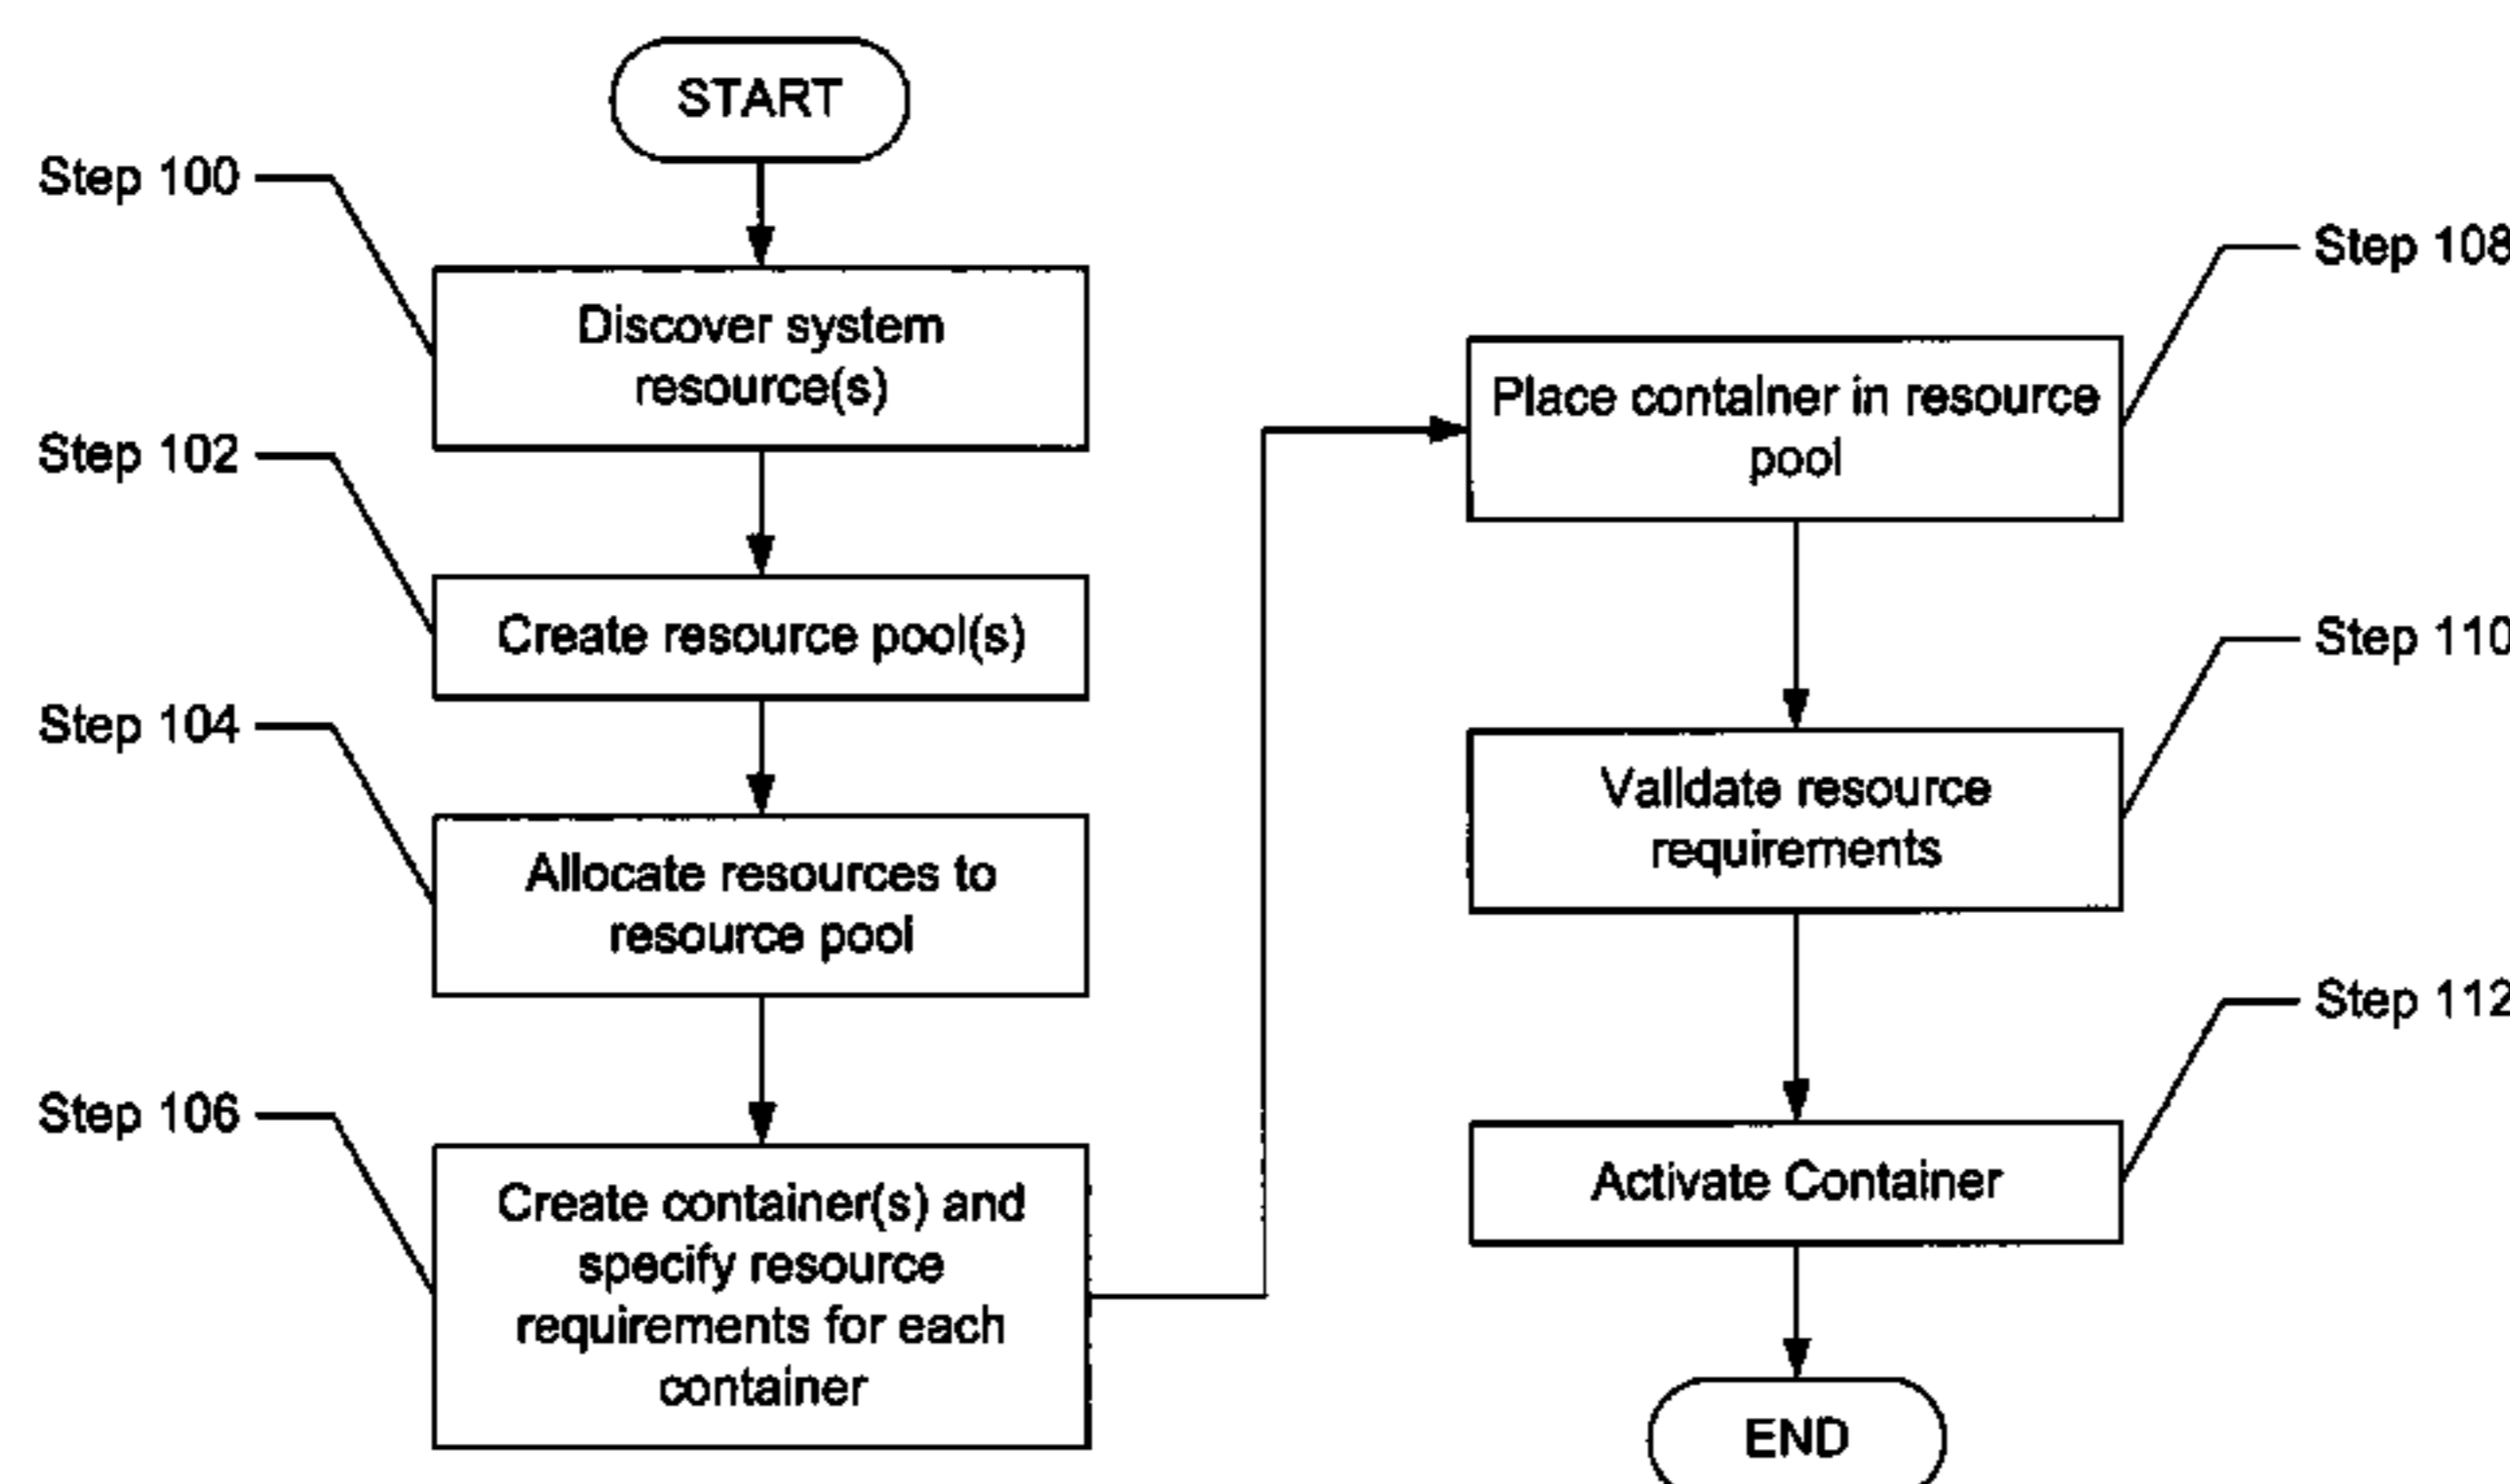 START
Step 100
Discover system
resource(s)
Step 102
Create resource pool(s)
Step 104
Allocate resources to
resource pool
Step 106
Create container(s) and
specify resource
requirements for each
container
Step 108
Place container in resource
pool
Step 110
Validate resource
requirements
Step 112
Activate Container
END